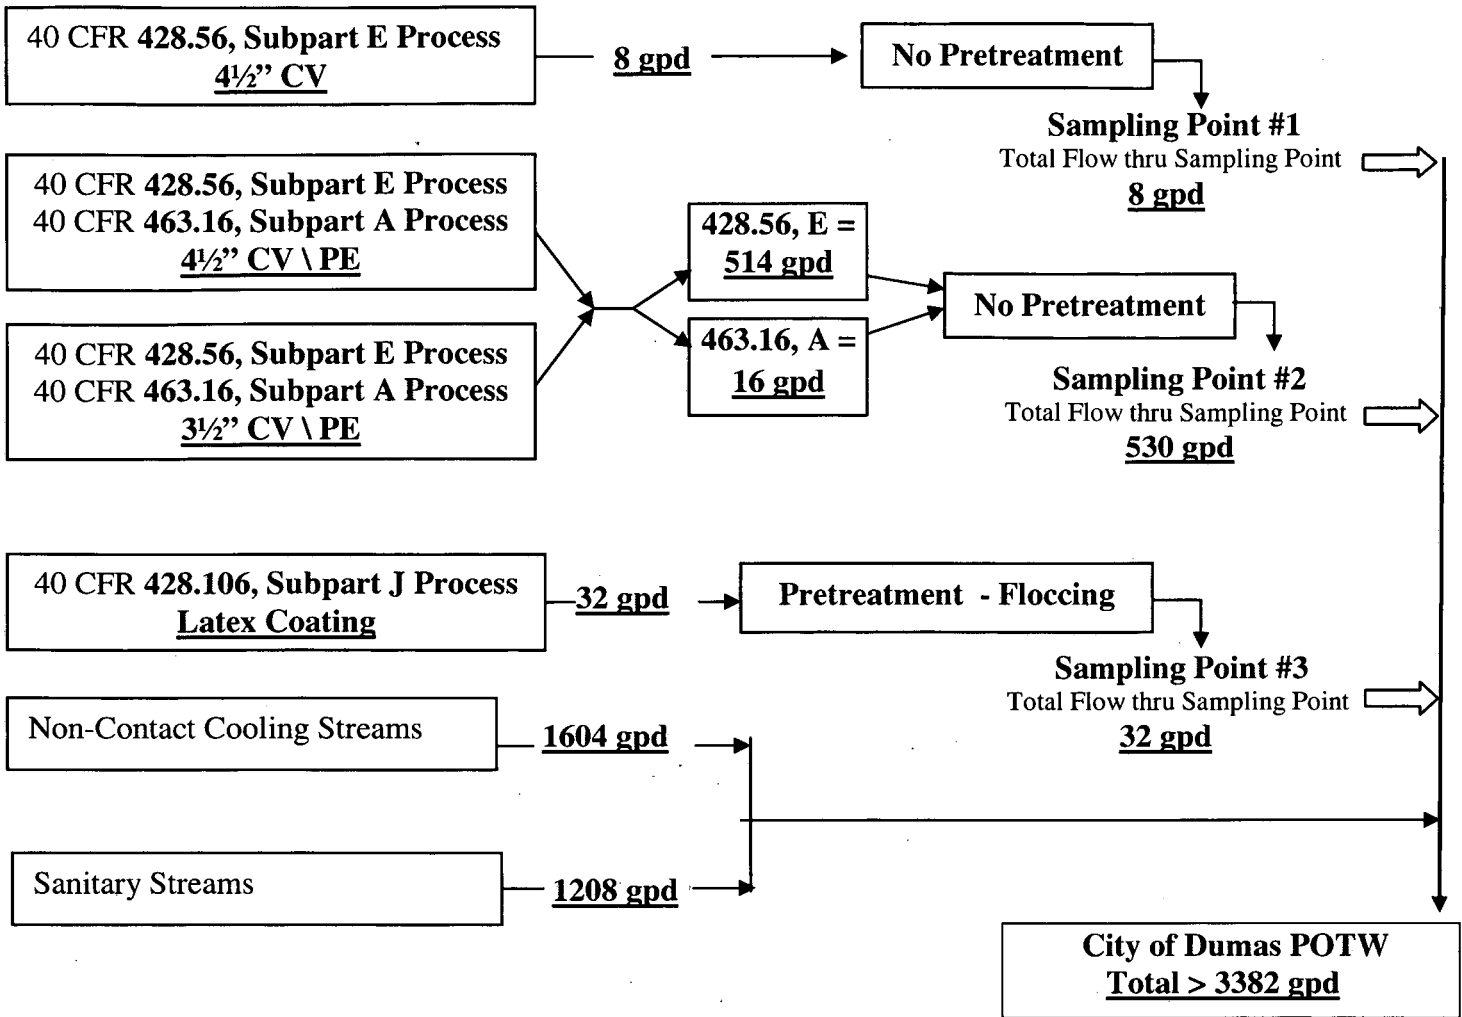 40 CFR 428.56, Subpart E Process
4½” CV
8 gpd
No Pretreatment
Sampling Point #1
Total Flow thru Sampling Point
8 gpd
40 CFR 428.56, Subpart E Process
40 CFR 463.16, Subpart A Process
4½” CV \ PE
40 CFR 428.56, Subpart E Process
40 CFR 463.16, Subpart A Process
3½” CV \ PE
428.56, E =
514 gpd
463.16, A =
16 gpd
No Pretreatment
Sampling Point #2
Total Flow thru Sampling Point
530 gpd
40 CFR 428.106, Subpart J Process
Latex Coating
32 gpd
Pretreatment - Floccing
Sampling Point #3
Total Flow thru Sampling Point
32 gpd
Non-Contact Cooling Streams
1604 gpd
Sanitary Streams
1208 gpd
City of Dumas POTW
Total > 3382 gpd